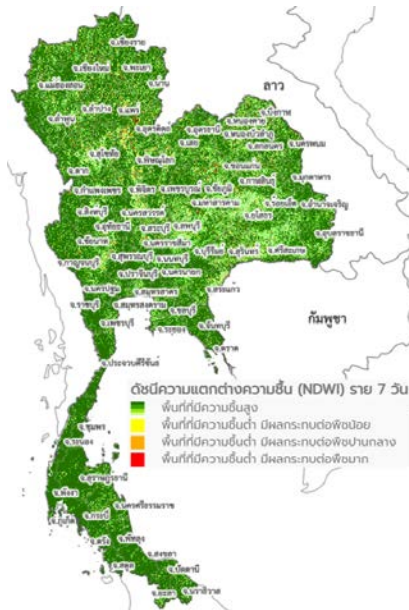 จ.เชียงราย
จ.เชียงใหม่
จ.พะเยา
จ.แม่ฮ่องสอน
จ.น่าน
ลาว
จ.ลำปาง
จ.แพร่
จ.ลำพูน
จ.บึงกาฬ
จ.หนองคาย
จ.อุตรดิตถ์
จ.อุดรธานี
จ.หนองบัวลำภู
จ.เลย
จ.สกลนคร
จ.นครพนม
จ.สุโขทัย
จ.พิษณุโลก
จ.ขอนแก่น
จ.ตาก
จ.กาฬสินธุ์
จ.มุกดาหาร
จ.กำแพงเพชร
จ.พิจิตร
จ.เพชรบูรณ์
จ.ชัยภูมิ
จ.มหาสารคาม
จ.ร้อยเอ็ด
จ.อำนาจเจริญ
จ.สิงห์บุรี
จ.นครสวรรค์
จ.ยโสธร
จ.อุทัยธานี
จ.สระบุรี
จ.ลพบุรี
จ.อุบลราชธานี
จ.ชัยนาท
จ.นครราชสีมา
จ.บุรีรัมย์
จ.สุรินทร์
จ.ศรีสะเกษ
จ.กาญจนบุรี
จ.สุพรรณบุรี
จ.นนทบุรี
จ.ปราจีนบุรี
จ.นครนายก
จ.นครปฐม
จ.สมุทรสาคร
จ.สระแก้ว
จ.ราชบุรี
จ.สมุทรสงคราม
จ.ชลบุรี
กัมพูชา
จ.เพชรบุรี
จ.ระยอง
จ.จันทบุรี
จ.ตราด
จ.ประจวบคีรีขันธ์
ดัชนีความแตกต่างความชื้น (NDWI) ราย 7 วัน
พื้นที่ที่มีความชื้นสูง
พื้นที่ที่มีความชื้นต่ำ มีผลกระทบต่อพืชน้อย
พื้นที่ที่มีความชื้นต่ำ มีผลกระทบต่อพืชปานกลาง
พื้นที่ที่มีความชื้นต่ำ มีผลกระทบต่อพืชมาก
จ.ชุมพร
จ.ระนอง
จ.สุราษฎร์ธานี
จ.พังงา
จ.นครศรีธรรมราช
จ.ภูเก็ต
จ.กระบี่
จ.ตรัง
จ.พัทลุง
จ.สงขลา
จ.สตูล
จ.ปัตตานี
จ.ยะลา
จ.นราธิวาส